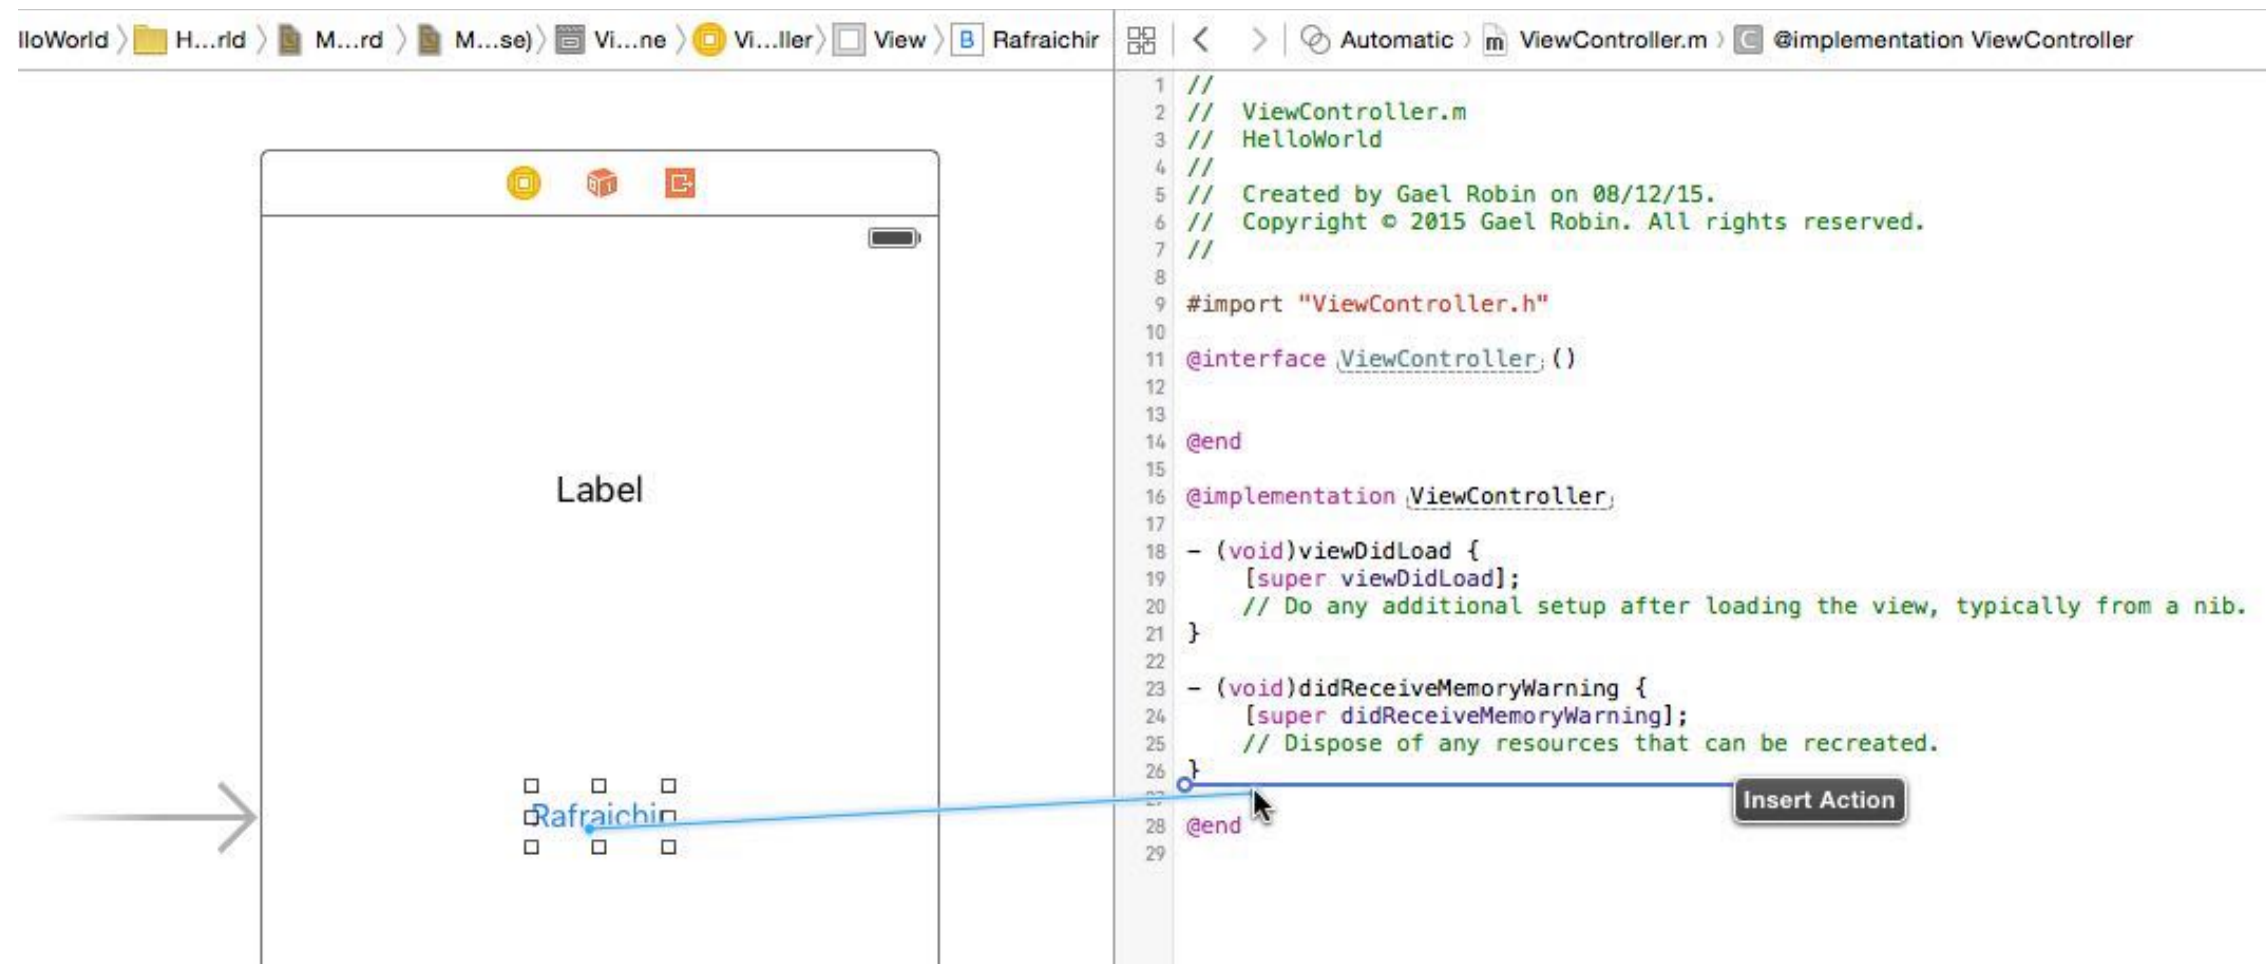 lloWorld H...rld M...rd M...se) Vi...ne Vi...ller View B Rafraichir
Automatic m ViewController.m C @implementation ViewController
Label
Rafraichir
1 //
2 // ViewController.m
3 // HelloWorld
4 //
5 // Created by Gael Robin on 08/12/15.
6 // Copyright © 2015 Gael Robin. All rights reserved.
7 //
8
9 #import "ViewController.h"
10
11 @interface ViewController ()
12
13
14 @end
15
16 @implementation ViewController
17
18 - (void)viewDidLoad {
19 [super viewDidLoad];
20 // Do any additional setup after loading the view, typically from a nib.
21 }
22
23 - (void)didReceiveMemoryWarning {
24 [super didReceiveMemoryWarning];
25 // Dispose of any resources that can be recreated.
26 }
27
Insert Action
28 @end
29